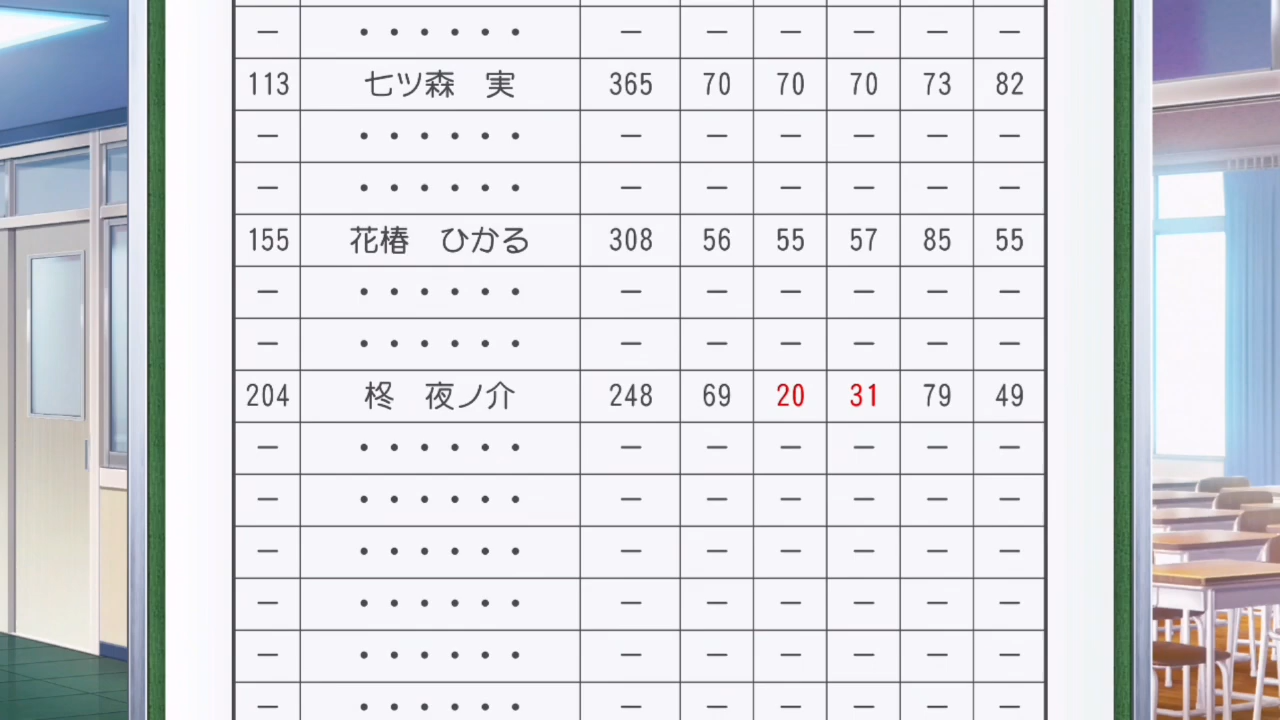 — ・・・・・・ — — — — — —
113 七ツ森　実 365 70 70 70 73 82
— ・・・・・・ — — — — — —
— ・・・・・・ — — — — — —
155 花椿　ひかる 308 56 55 57 85 55
— ・・・・・・ — — — — — —
— ・・・・・・ — — — — — —
204 柊　夜ノ介 248 69 20 31 79 49
— ・・・・・・ — — — — — —
— ・・・・・・ — — — — — —
— ・・・・・・ — — — — — —
— ・・・・・・ — — — — — —
— ・・・・・・ — — — — — —
— ・・・・・・ — — — — — —